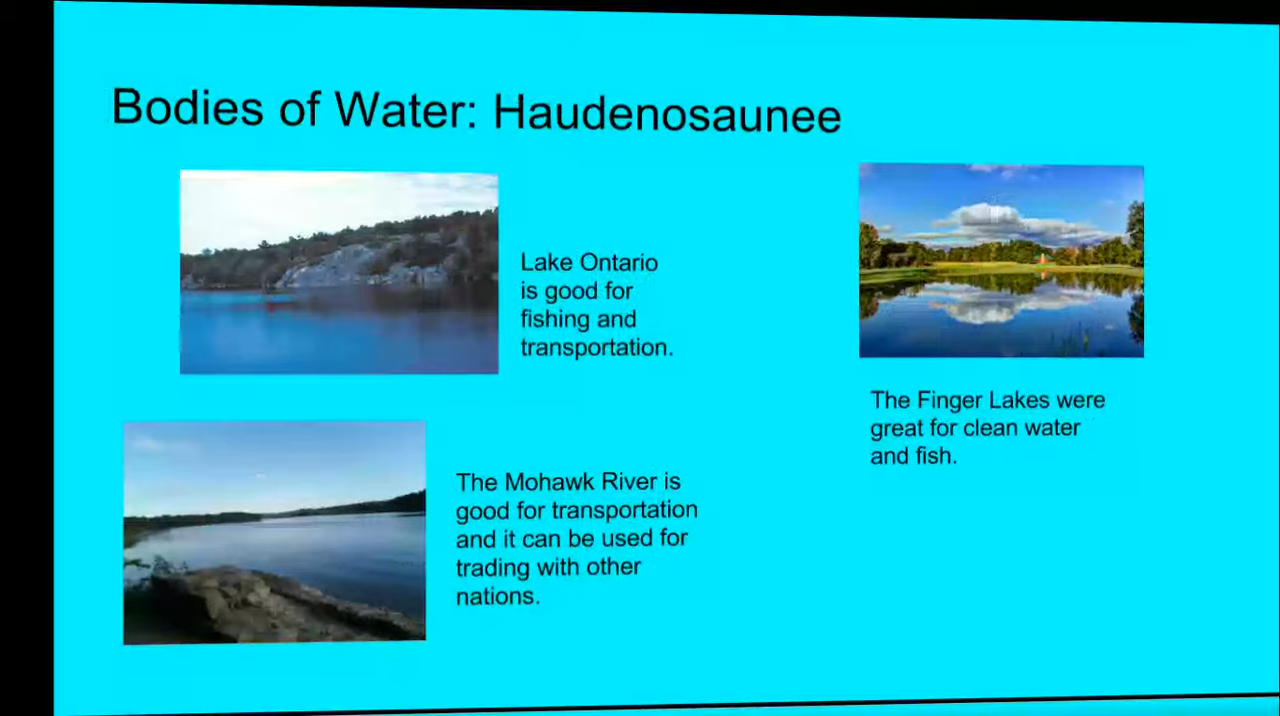 Bodies of Water: Haudenosaunee
Lake Ontario
is good for
fishing and
transportation.
The Finger Lakes were
great for clean water
and fish.
The Mohawk River is
good for transportation
and it can be used for
trading with other
nations.